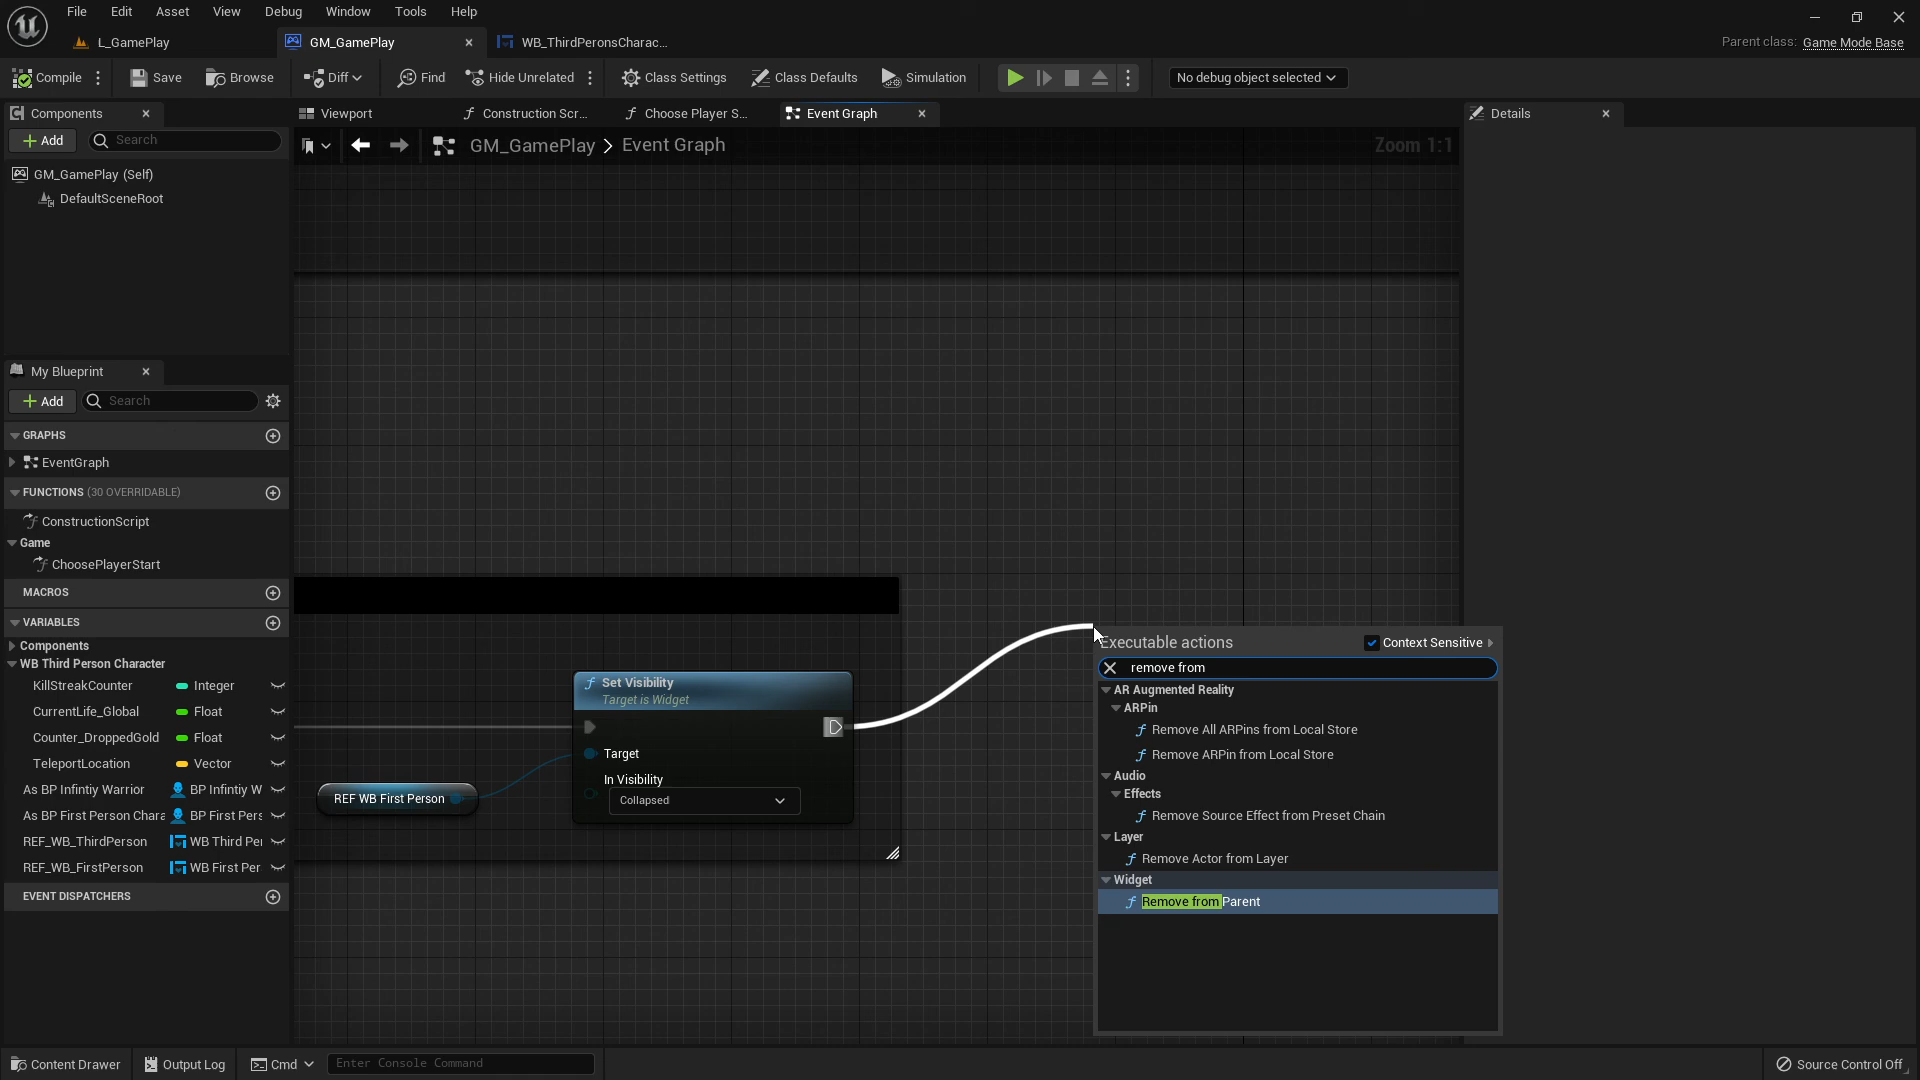 File Edit Asset View Debug Window Tools Help
L_GamePlay GM_GamePlay WB_ThirdPeronsCharac...
Parent class: Game Mode Base
Compile Save Browse Diff Find Hide Unrelated Class Settings Class Defaults Simulation No debug object selected
Components
Add Search
GM_GamePlay (Self)
DefaultSceneRoot
My Blueprint
Add Search
GRAPHS
EventGraph
FUNCTIONS (30 OVERRIDABLE)
ConstructionScript
Game
ChoosePlayerStart
MACROS
VARIABLES
Components
WB Third Person Character
KillStreakCounter Integer
CurrentLife_Global Float
Counter_DroppedGold Float
TeleportLocation Vector
As BP Infintiy Warrior BP Infinity W
As BP First Person Chara BP First Pers
REF_WB_ThirdPerson WB Third Per
REF_WB_FirstPerson WB First Per
EVENT DISPATCHERS
Viewport Construction Scr... Choose Player S... Event Graph
GM_GamePlay > Event Graph
Zoom 1:1
Set Visibility
Target is Widget
Target
In Visibility
Collapsed
REF WB First Person
Executable actions Context Sensitive
remove from
AR Augmented Reality
ARPin
Remove All ARPins from Local Store
Remove ARPin from Local Store
Audio
Effects
Remove Source Effect from Preset Chain
Layer
Remove Actor from Layer
Widget
Remove from Parent
Details
Content Drawer Output Log Cmd Enter Console Command Source Control Off